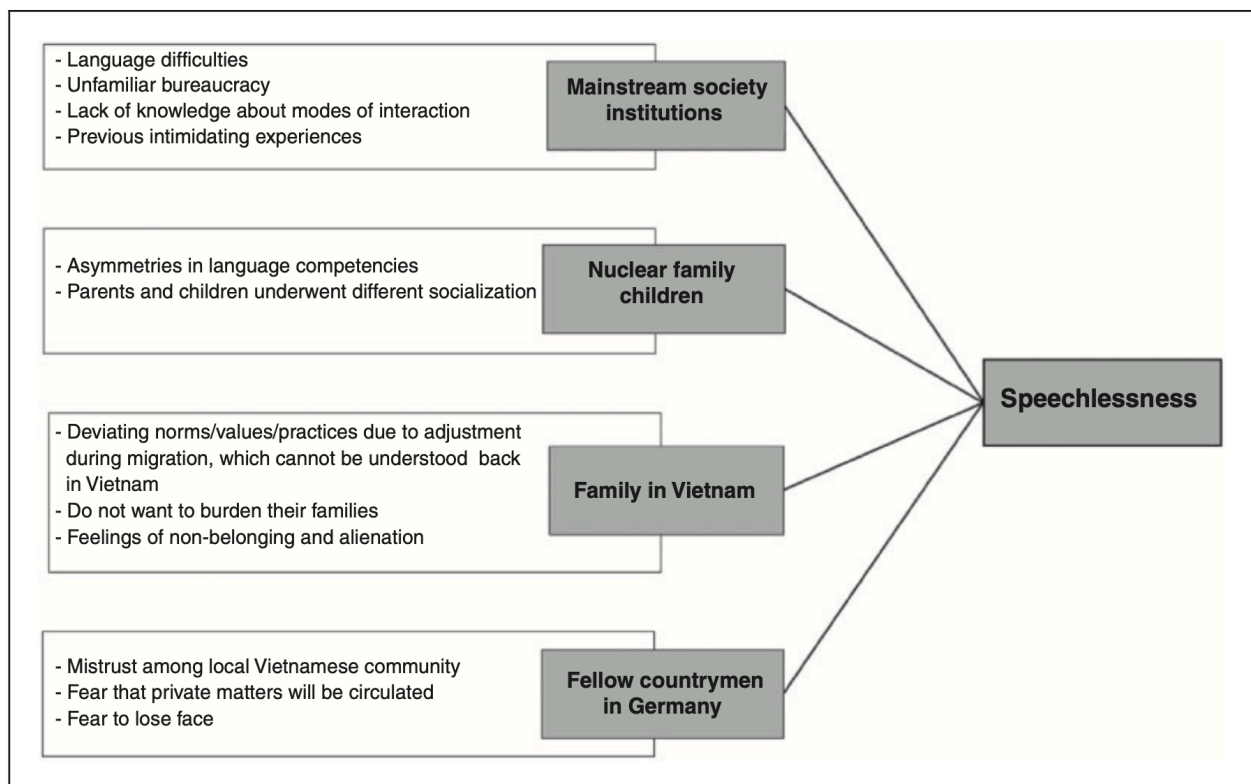 - Language difficulties
- Unfamiliar bureaucracy
- Lack of knowledge about modes of interaction
- Previous intimidating experiences
Mainstream society
institutions
- Asymmetries in language competencies
- Parents and children underwent different socialization
Nuclear family
children
- Deviating norms/values/practices due to adjustment
during migration, which cannot be understood back
in Vietnam
- Do not want to burden their families
- Feelings of non-belonging and alienation
Family in Vietnam
- Mistrust among local Vietnamese community
- Fear that private matters will be circulated
- Fear to lose face
Fellow countrymen
in Germany
Speechlessness